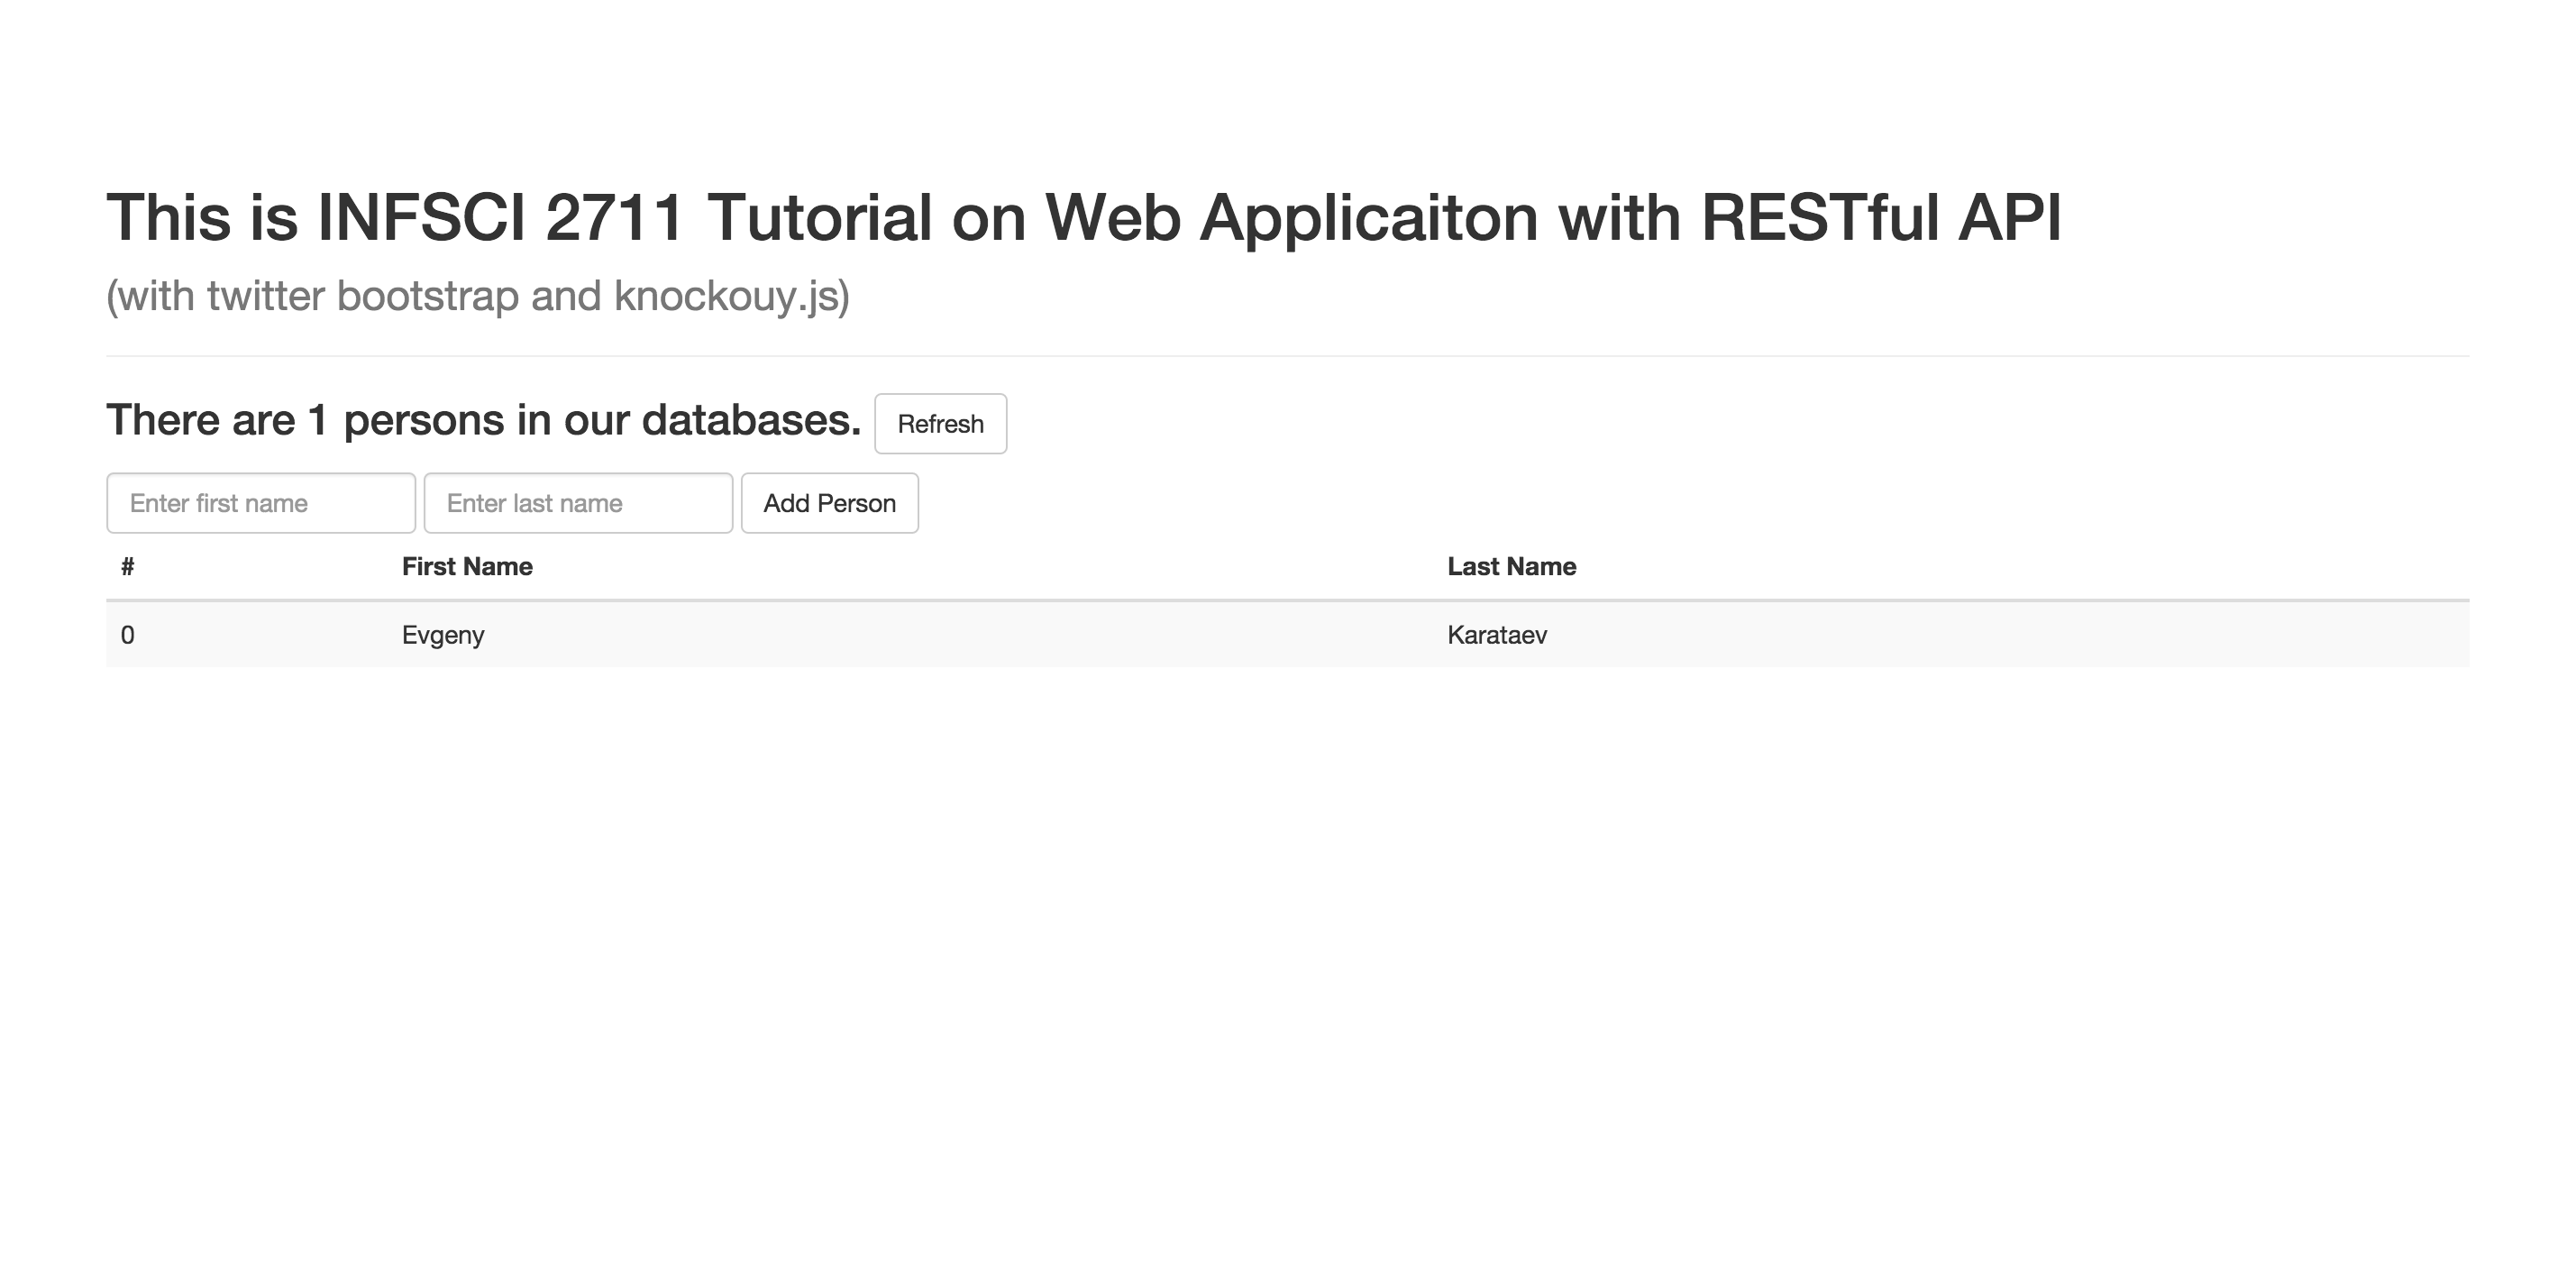 This is INFSCI 2711 Tutorial on Web Applicaiton with RESTful API
(with twitter bootstrap and knockouy.js)
There are 1 persons in our databases. Refresh
Enter first name Enter last name Add Person
# First Name Last Name
0 Evgeny Karataev